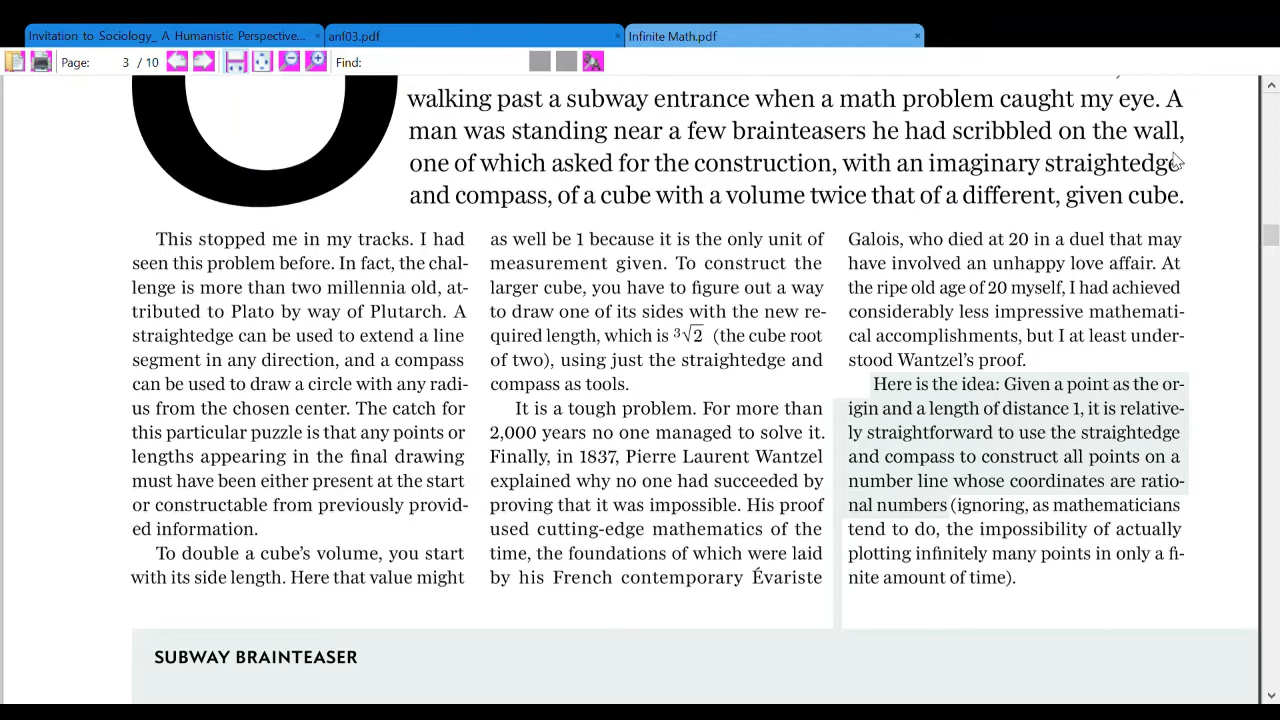 Invitation to Sociology_ A Humanistic Perspective...
anf03.pdf
Infinite Math.pdf
Page: 3 / 10
Find:
walking past a subway entrance when a math problem caught my eye. A
man was standing near a few brainteasers he had scribbled on the wall,
one of which asked for the construction, with an imaginary straightedge
and compass, of a cube with a volume twice that of a different, given cube.
This stopped me in my tracks. I had
seen this problem before. In fact, the chal-
lenge is more than two millennia old, at-
tributed to Plato by way of Plutarch. A
straightedge can be used to extend a line
segment in any direction, and a compass
can be used to draw a circle with any radi-
us from the chosen center. The catch for
this particular puzzle is that any points or
lengths appearing in the final drawing
must have been either present at the start
or constructable from previously provid-
ed information.
To double a cube's volume, you start
with its side length. Here that value might
as well be 1 because it is the only unit of
measurement given. To construct the
larger cube, you have to figure out a way
to draw one of its sides with the new re-
quired length, which is ³√2 (the cube root
of two), using just the straightedge and
compass as tools.
It is a tough problem. For more than
2,000 years no one managed to solve it.
Finally, in 1837, Pierre Laurent Wantzel
explained why no one had succeeded by
proving that it was impossible. His proof
used cutting-edge mathematics of the
time, the foundations of which were laid
by his French contemporary Évariste
Galois, who died at 20 in a duel that may
have involved an unhappy love affair. At
the ripe old age of 20 myself, I had achieved
considerably less impressive mathemati-
cal accomplishments, but I at least under-
stood Wantzel's proof.
Here is the idea: Given a point as the or-
igin and a length of distance 1, it is relative-
ly straightforward to use the straightedge
and compass to construct all points on a
number line whose coordinates are ratio-
nal numbers (ignoring, as mathematicians
tend to do, the impossibility of actually
plotting infinitely many points in only a fi-
nite amount of time).
SUBWAY BRAINTEASER